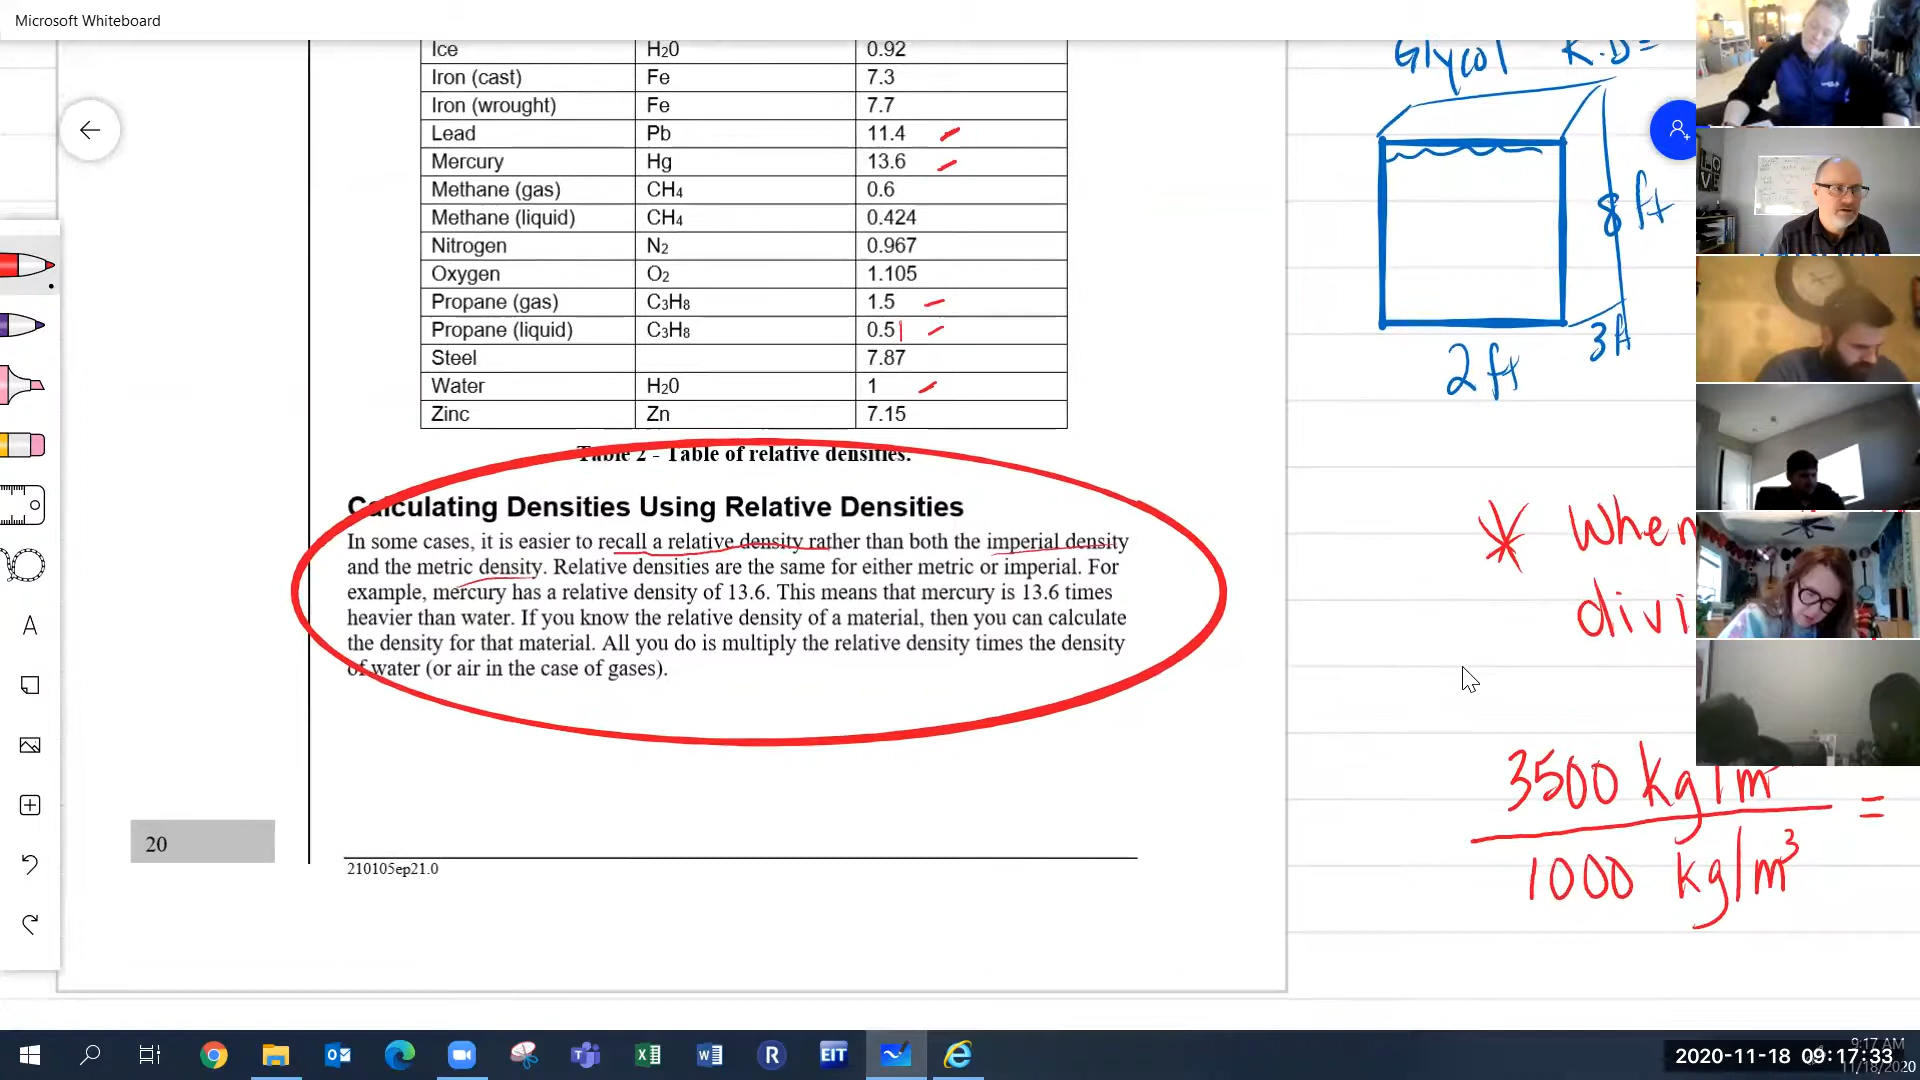 Microsoft Whiteboard
Ice H20 0.92
Iron (cast) Fe 7.3
Iron (wrought) Fe 7.7
Lead Pb 11.4
Mercury Hg 13.6
Methane (gas) CH4 0.6
Methane (liquid) CH4 0.424
Nitrogen N2 0.967
Oxygen O2 1.105
Propane (gas) C3H8 1.5
Propane (liquid) C3H8 0.51
Steel 7.87
Water H20 1
Zinc Zn 7.15
Table 2 - Table of relative densities.
Calculating Densities Using Relative Densities
In some cases, it is easier to recall a relative density rather than both the imperial density
and the metric density. Relative densities are the same for either metric or imperial. For
example, mercury has a relative density of 13.6. This means that mercury is 13.6 times
heavier than water. If you know the relative density of a material, then you can calculate
the density for that material. All you do is multiply the relative density times the density
of water (or air in the case of gases).
20
210105ep21.0
Glycol R.D=
8 ft
3ft
2 ft
* When
divi
3500 kg/m
=
1000 kg/m³
A
R
EIT
9:17 AM
2020-11-18 09:17:33
11/18/2020